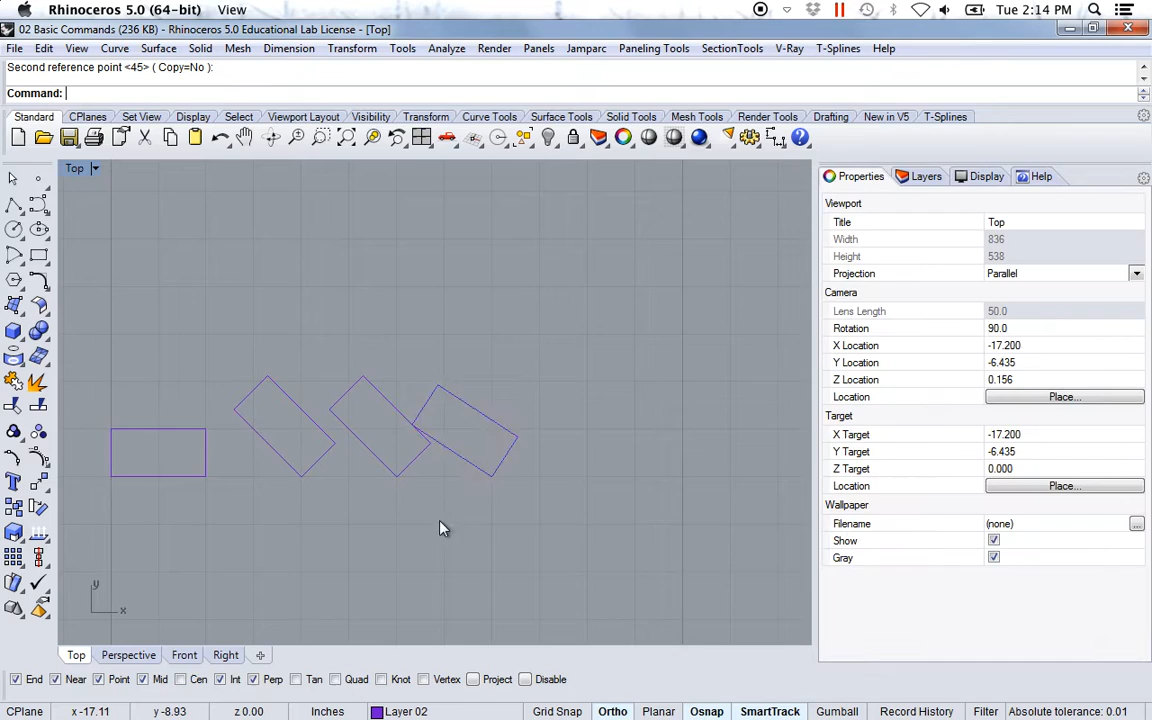 Rhinoceros 5.0 (64-bit) View Tue 2:14 PM
02 Basic Commands (236 KB) - Rhinoceros 5.0 Educational Lab License - [Top]
File Edit View Curve Surface Solid Mesh Dimension Transform Tools Analyze Render Panels Jamparc Paneling Tools SectionTools V-Ray T-Splines Help
Second reference point <45> ( Copy=No ):
Command:
Standard CPlanes Set View Display Select Viewport Layout Visibility Transform Curve Tools Surface Tools Solid Tools Mesh Tools Render Tools Drafting New in V5 T-Splines
Top
Properties Layers Display Help
Viewport
Title Top
Width 836
Height 538
Projection Parallel
Camera
Lens Length 50.0
Rotation 90.0
X Location -17.200
Y Location -6.435
Z Location 0.156
Location Place...
Target
X Target -17.200
Y Target -6.435
Z Target 0.000
Location Place...
Wallpaper
Filename (none) ...
Show
Gray
y
x
Top Perspective Front Right
End Near Point Mid Cen Int Perp Tan Quad Knot Vertex Project Disable
CPlane x -17.11 y -8.93 z 0.00 Inches Layer 02 Grid Snap Ortho Planar Osnap SmartTrack Gumball Record History Filter Absolute tolerance: 0.01